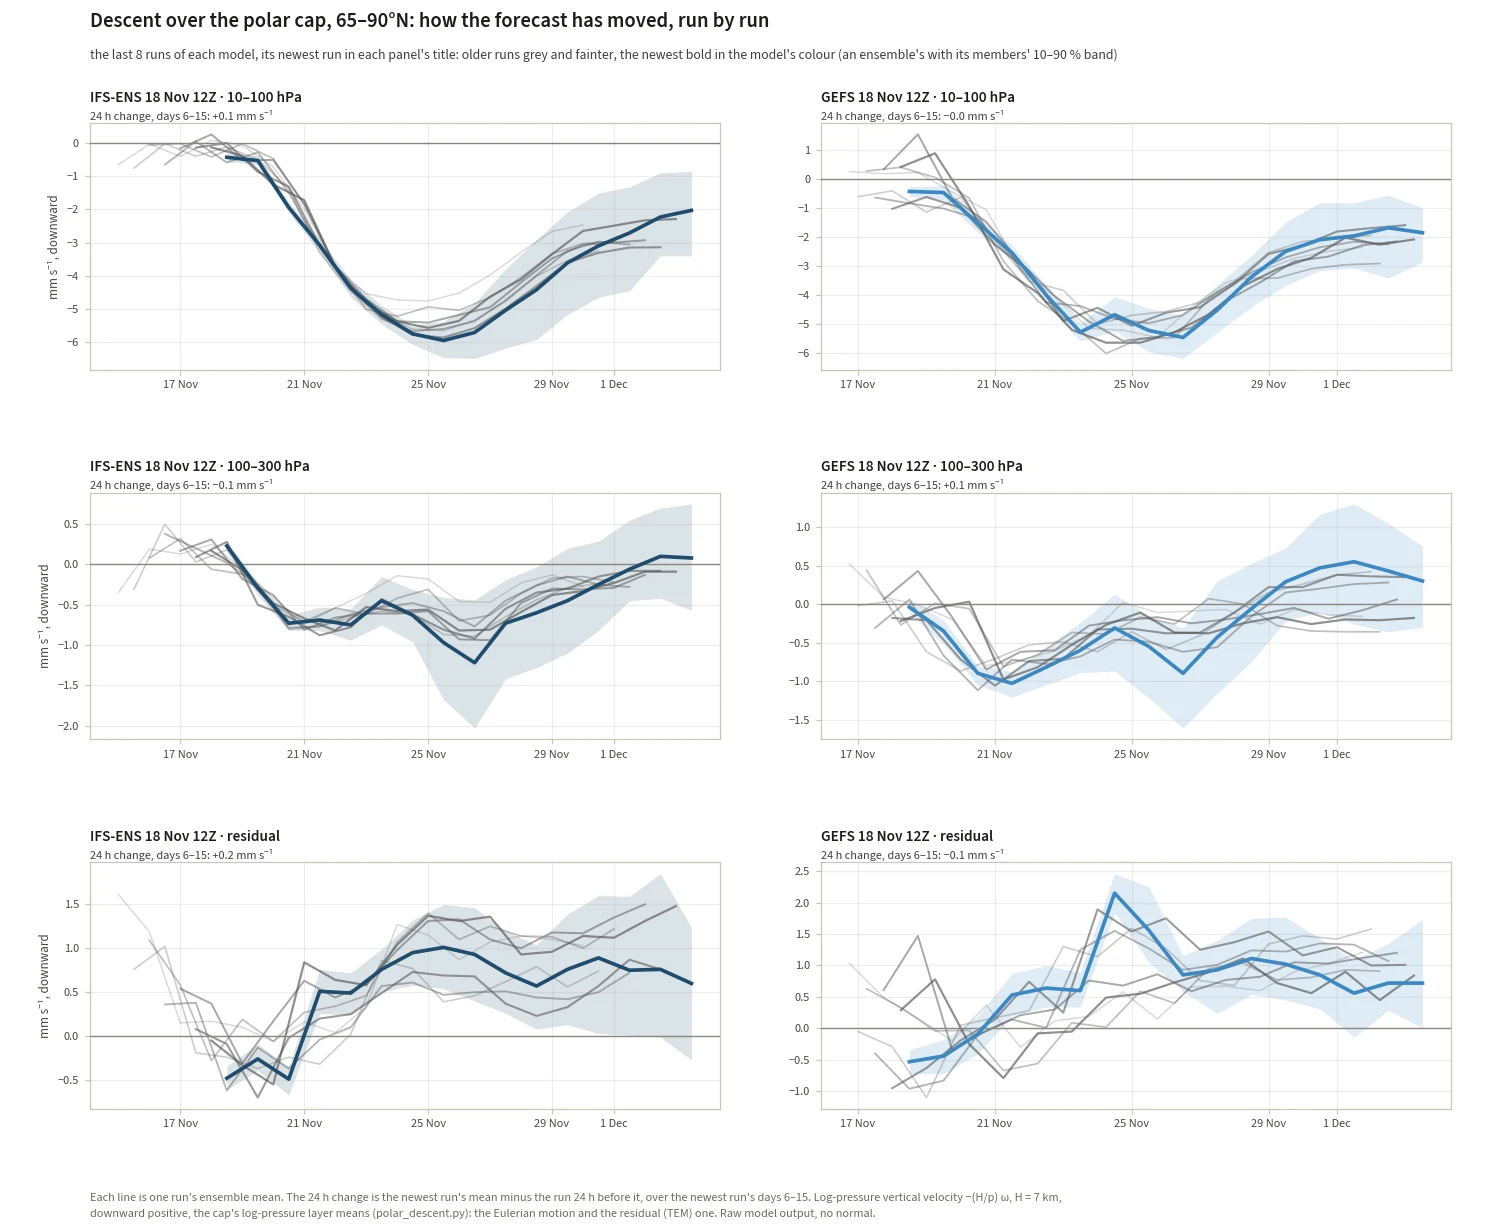 Descent over the polar cap, 65–90°N: how the forecast has moved, run by run
the last 8 runs of each model, its newest run in each panel's title: older runs grey and fainter, the newest bold in the model's colour (an ensemble's with its members' 10–90 % band)
IFS-ENS 18 Nov 12Z · 10–100 hPa
24 h change, days 6–15: +0.1 mm s⁻¹
mm s⁻¹, downward
0
−1
−2
−3
−4
−5
−6
17 Nov
21 Nov
25 Nov
29 Nov
1 Dec
GEFS 18 Nov 12Z · 10–100 hPa
24 h change, days 6–15: −0.0 mm s⁻¹
1
0
−1
−2
−3
−4
−5
−6
17 Nov
21 Nov
25 Nov
29 Nov
1 Dec
IFS-ENS 18 Nov 12Z · 100–300 hPa
24 h change, days 6–15: −0.1 mm s⁻¹
mm s⁻¹, downward
0.5
0.0
−0.5
−1.0
−1.5
−2.0
17 Nov
21 Nov
25 Nov
29 Nov
1 Dec
GEFS 18 Nov 12Z · 100–300 hPa
24 h change, days 6–15: +0.1 mm s⁻¹
1.0
0.5
0.0
−0.5
−1.0
−1.5
17 Nov
21 Nov
25 Nov
29 Nov
1 Dec
IFS-ENS 18 Nov 12Z · residual
24 h change, days 6–15: +0.2 mm s⁻¹
mm s⁻¹, downward
1.5
1.0
0.5
0.0
−0.5
17 Nov
21 Nov
25 Nov
29 Nov
1 Dec
GEFS 18 Nov 12Z · residual
24 h change, days 6–15: −0.1 mm s⁻¹
2.5
2.0
1.5
1.0
0.5
0.0
−0.5
−1.0
17 Nov
21 Nov
25 Nov
29 Nov
1 Dec
Each line is one run's ensemble mean. The 24 h change is the newest run's mean minus the run 24 h before it, over the newest run's days 6–15. Log-pressure vertical velocity −(H/p) ω, H = 7 km,
downward positive, the cap's log-pressure layer means (polar_descent.py): the Eulerian motion and the residual (TEM) one. Raw model output, no normal.